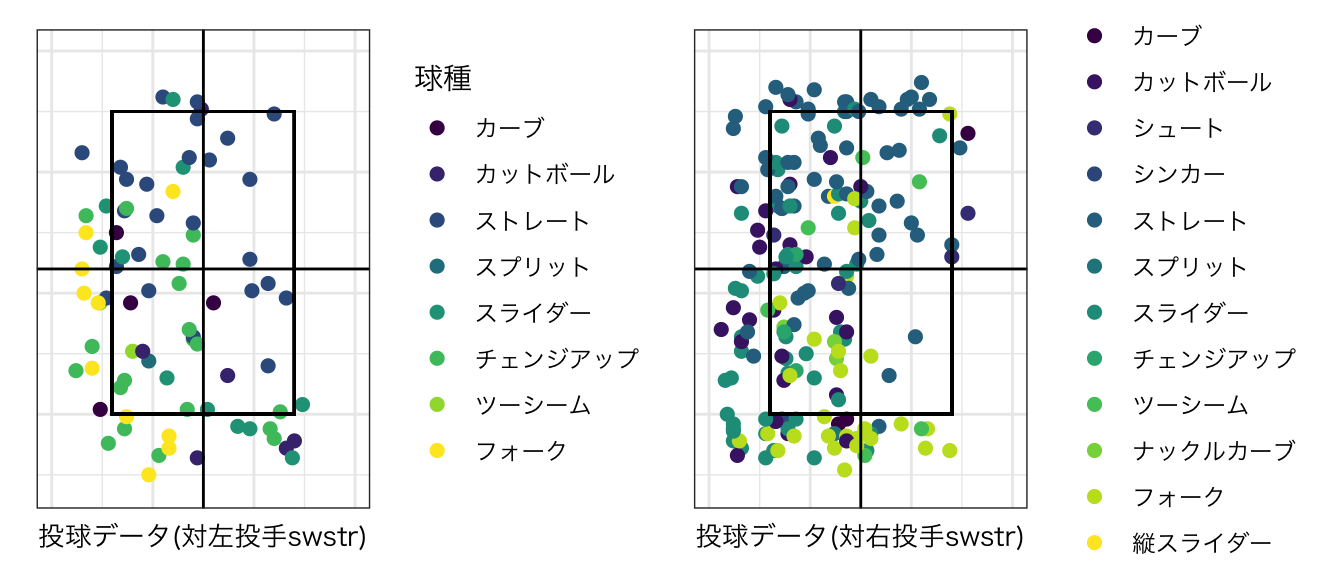 球種
カーブ
カットボール
ストレート
スプリット
スライダー
チェンジアップ
ツーシーム
フォーク
投球データ(対左投手swstr)
カーブ
カットボール
シュート
シンカー
ストレート
スプリット
スライダー
チェンジアップ
ツーシーム
ナックルカーブ
フォーク
縦スライダー
投球データ(対右投手swstr)